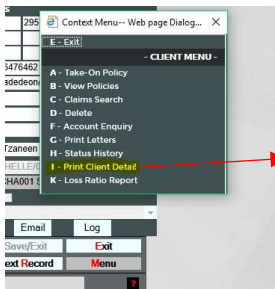 295
Context Menu-- Web page Dialog...
E - Exit
- CLIENT MENU -
6476462
adedeon
A - Take-On Policy
B - View Policies
C - Claims Search
D - Delete
F - Account Enquiry
G - Print Letters
H - Status History
Tzaneen
I - Print Client Detail
HELLE/
CHA001 S
K - Loss Ratio Report
Email Log
Save/Exit Exit
ext Record Menu
?